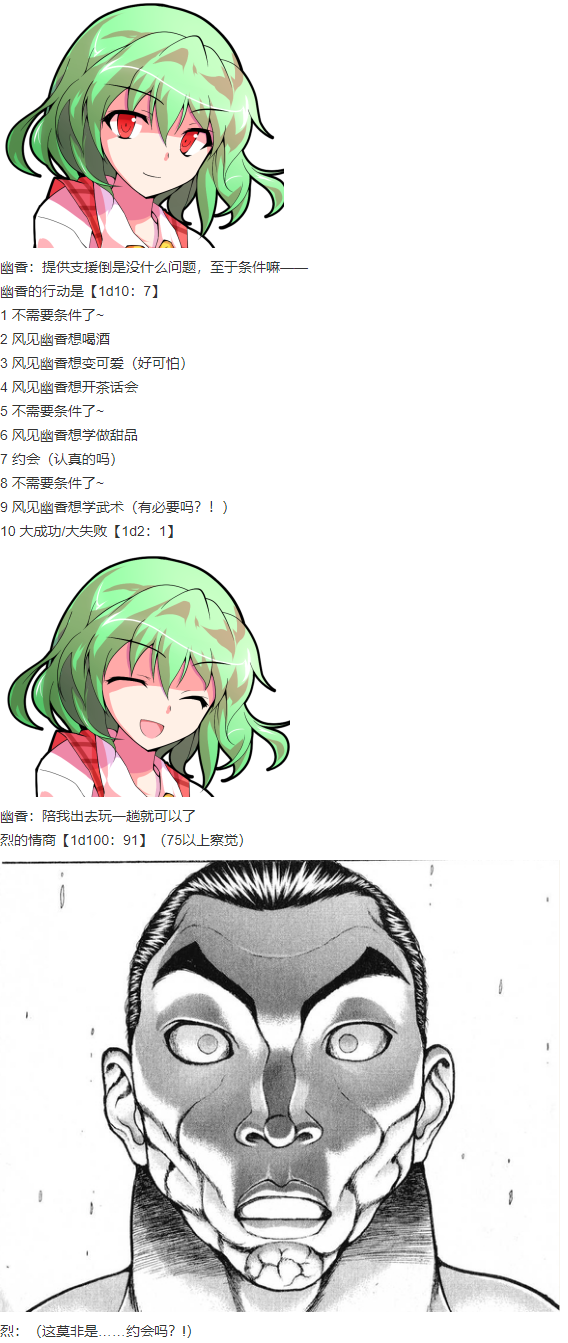 幽香：提供支援倒是没什么问题，至于条件嘛——
幽香的行动是【1d10：7】
1 不需要条件了~
2 风见幽香想喝酒
3 风见幽香想变可爱（好可怕）
4 风见幽香想开茶话会
5 不需要条件了~
6 风见幽香想学做甜品
7 约会（认真的吗）
8 不需要条件了~
9 风见幽香想学武术（有必要吗？！）
10 大成功/大失败【1d2：1】
幽香：陪我出去玩一趟就可以了
烈的情商【1d100：91】（75以上察觉）
烈：（这莫非是……约会吗？!）